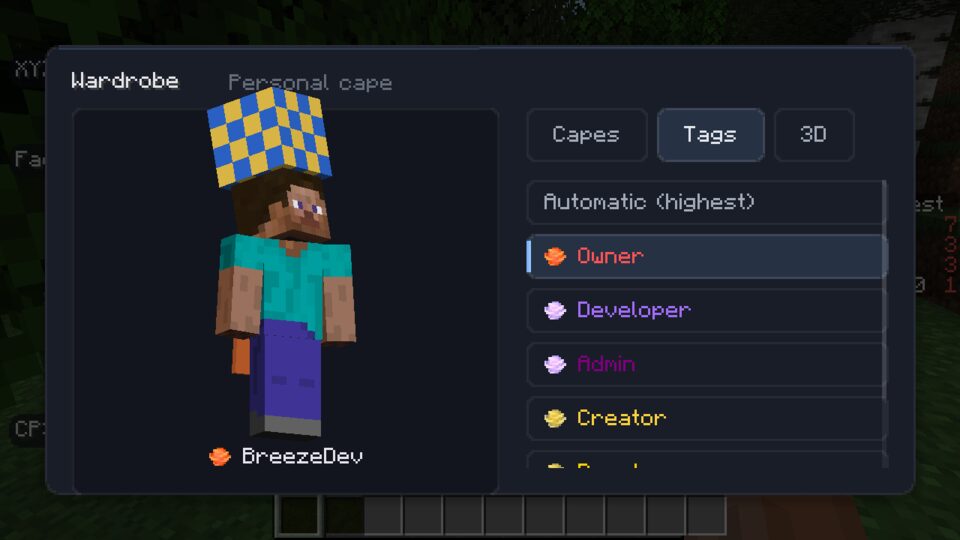 Wardrobe
Personal cape
Capes
Tags
3D
Automatic (highest)
Owner
Developer
Admin
Creator
BreezeDev